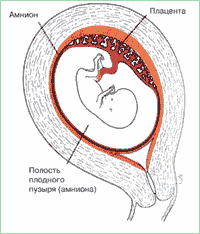 Амнион
Плацента
Полость
плодного
пузыря (амниона)